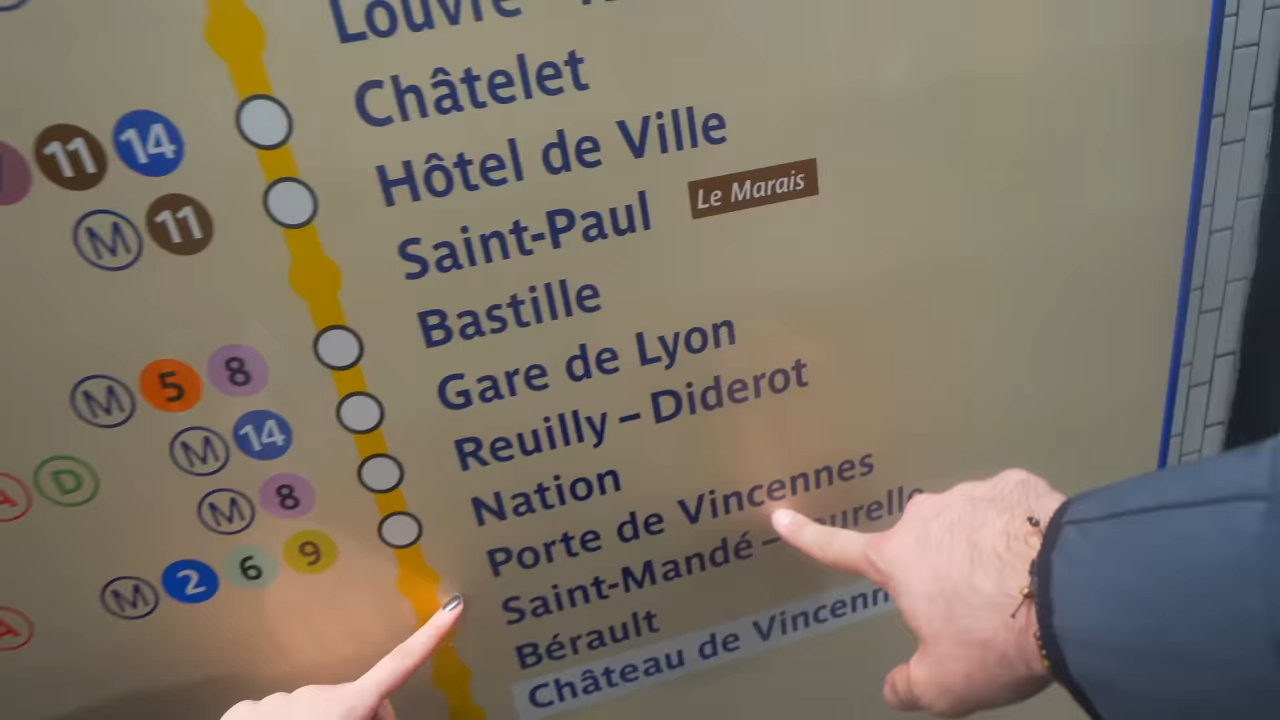 Louvre
Châtelet
11 14
Hôtel de Ville
M 11
Saint-Paul Le Marais
Bastille
M 5 8
Gare de Lyon
M 14
A D
Reuilly – Diderot
M 8
Nation
M 2 6 9
A
Porte de Vincennes
Saint-Mandé –
Bérault
Château de